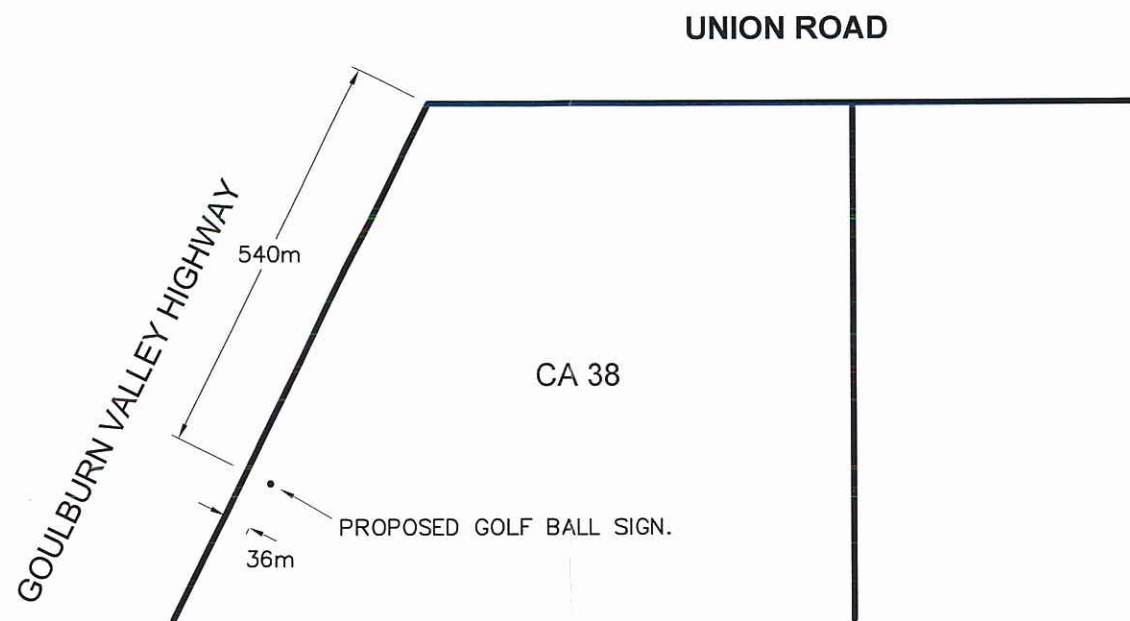 UNION ROAD
GOULBURN VALLEY HIGHWAY
540m
CA 38
PROPOSED GOLF BALL SIGN.
36m